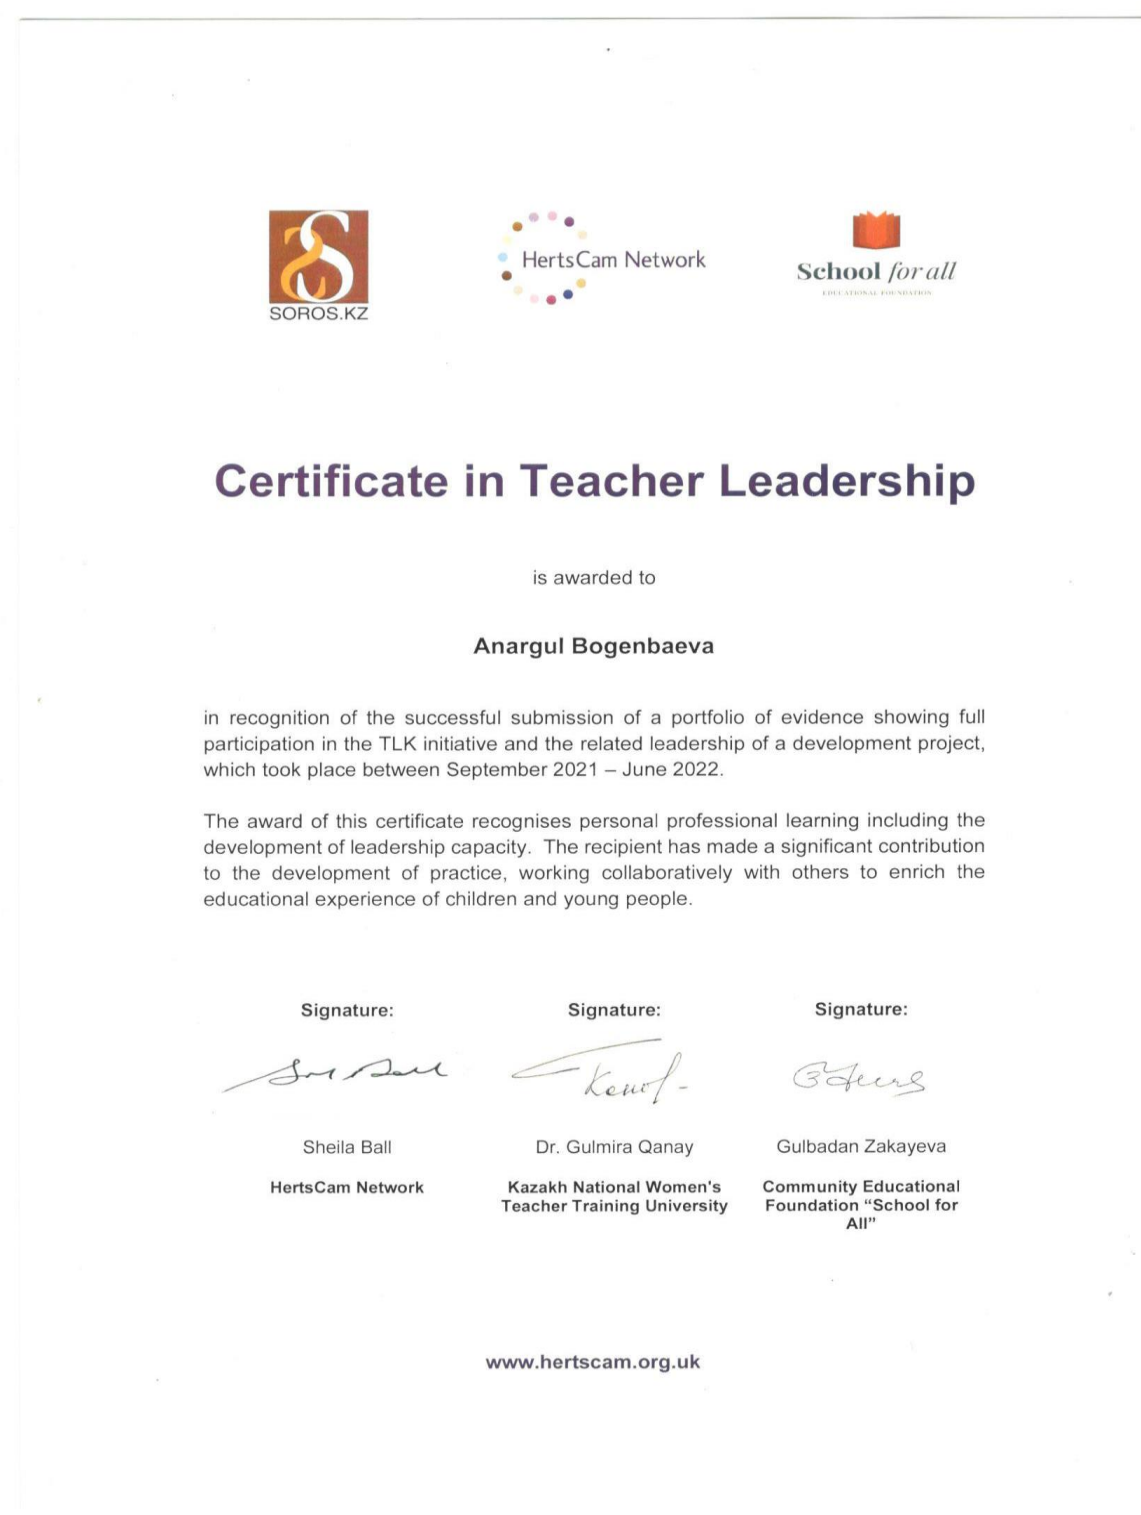 SOROS.KZ
HertsCam Network
School for all
EDUCATIONAL FOUNDATION
Certificate in Teacher Leadership
is awarded to
Anargul Bogenbaeva
in recognition of the successful submission of a portfolio of evidence showing full
participation in the TLK initiative and the related leadership of a development project,
which took place between September 2021 – June 2022.
The award of this certificate recognises personal professional learning including the
development of leadership capacity. The recipient has made a significant contribution
to the development of practice, working collaboratively with others to enrich the
educational experience of children and young people.
Signature: Signature: Signature:
Sheila Ball Dr. Gulmira Qanay Gulbadan Zakayeva
HertsCam Network Kazakh National Women's Community Educational
Teacher Training University Foundation “School for
All”
www.hertscam.org.uk